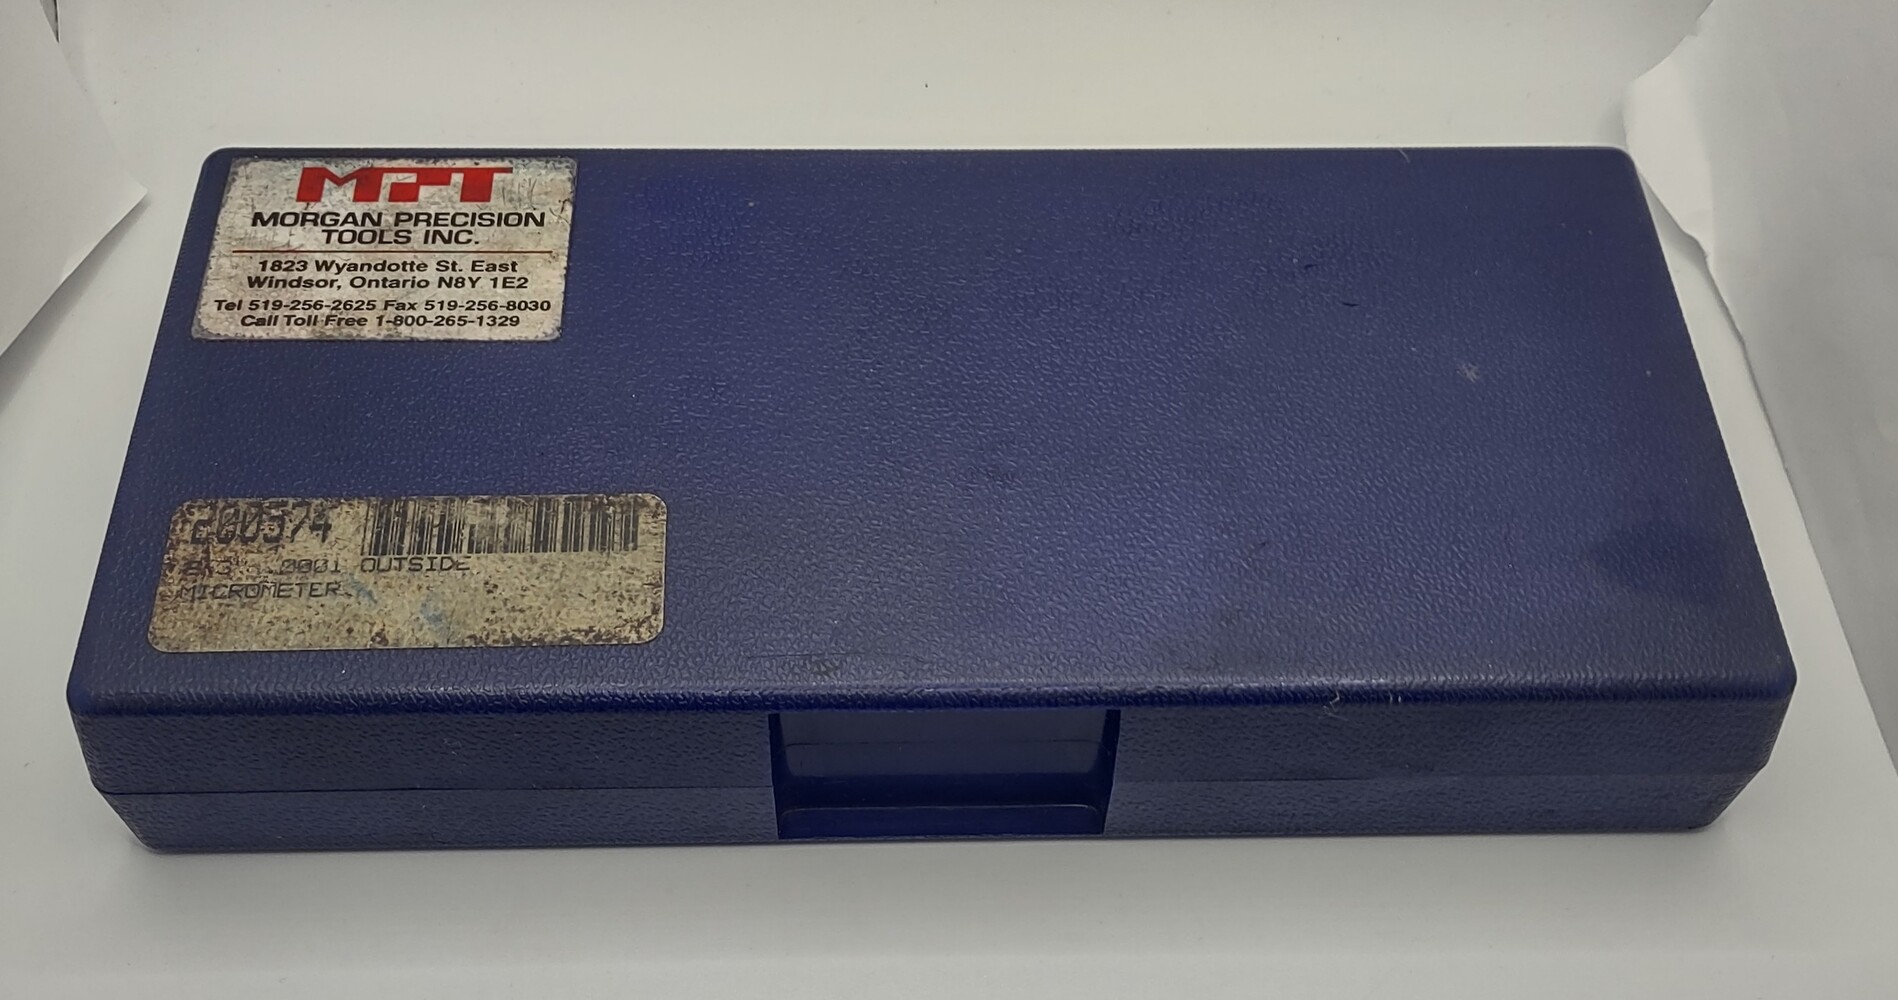 MPT
MORGAN PRECISION
TOOLS INC.
1823 Wyandotte St. East
Windsor, Ontario N8Y 1E2
Tel 519-256-2625 Fax 519-256-8030
Call Toll Free 1-800-265-1329
200574
.0001 OUTSIDE
MICROMETER